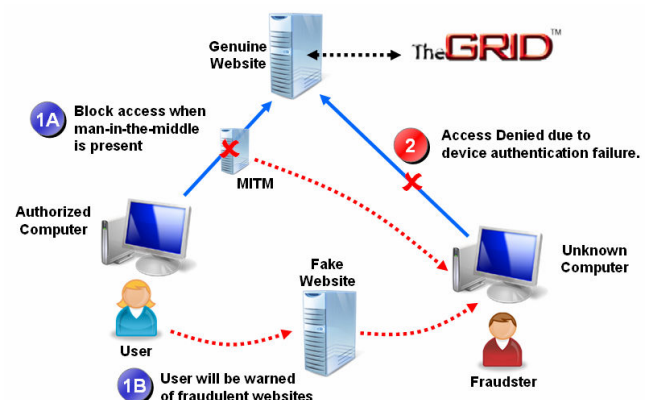 Genuine
Website
TheGRID™
1A
Block access when
man-in-the-middle
is present
2
Access Denied due to
device authentication failure.
MITM
Authorized
Computer
Unknown
Computer
Fake
Website
User
Fraudster
1B
User will be warned
of fraudulent websites